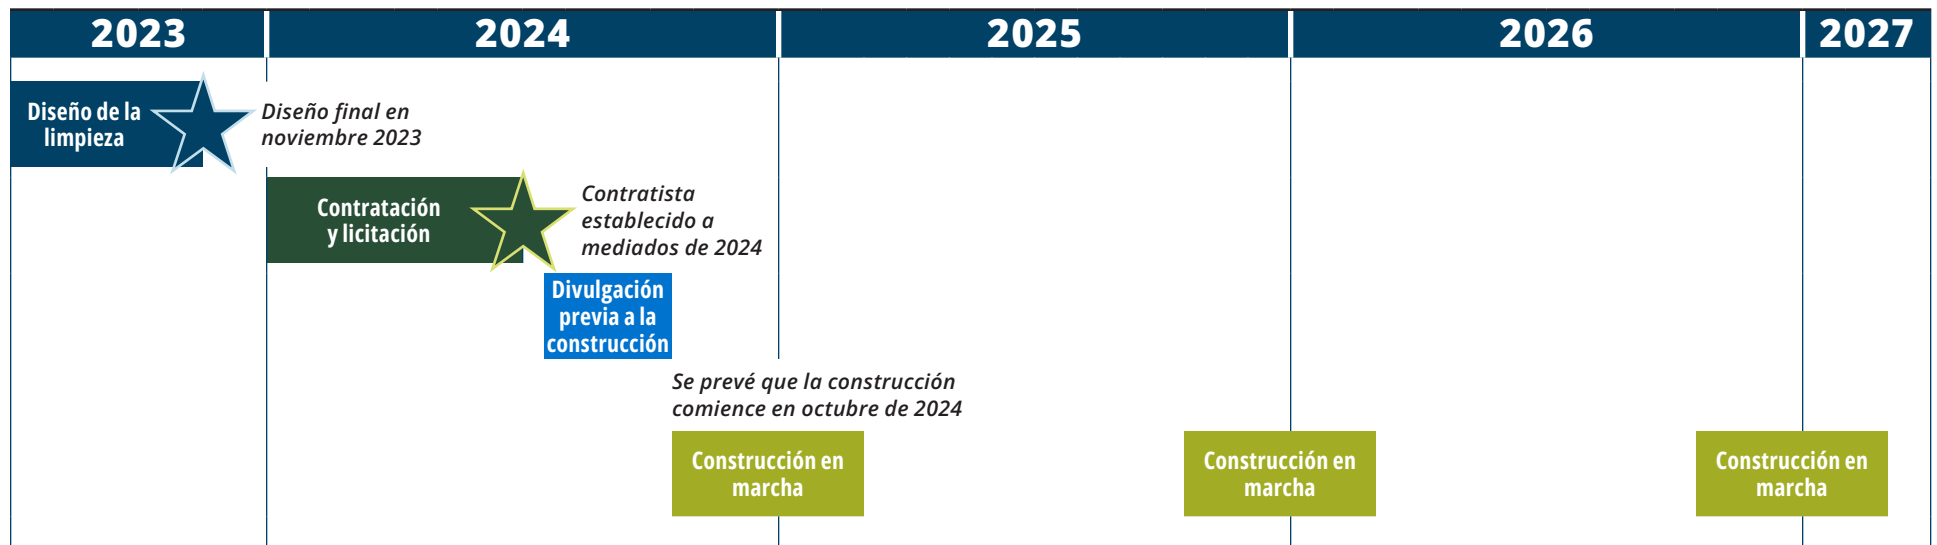 2023
2024
2025
2026
2027
Diseño de la
limpieza
Diseño final en
noviembre 2023
Contratación
y licitación
Contratista
establecido a
mediados de 2024
Divulgación
previa a la
construcción
Se prevé que la construcción
comience en octubre de 2024
Construcción en
marcha
Construcción en
marcha
Construcción en
marcha